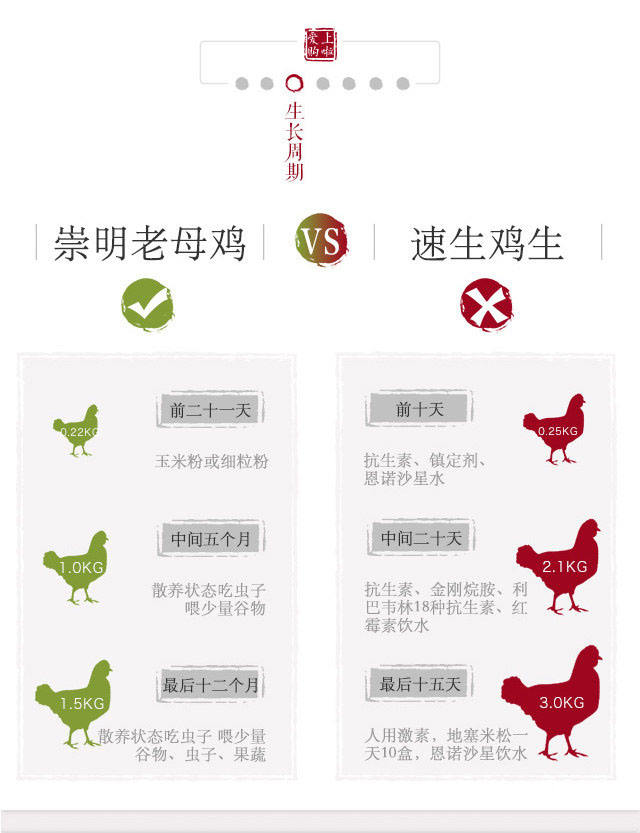 爱上
购啦
生长周期
崇明老母鸡
VS
速生鸡生
0.22KG
前二十一天
玉米粉或细粒粉
1.0KG
中间五个月
散养状态吃虫子
喂少量谷物
1.5KG
最后十二个月
散养状态吃虫子 喂少量
谷物、虫子、果蔬
前十天
0.25KG
抗生素、镇定剂、
恩诺沙星水
中间二十天
2.1KG
抗生素、金刚烷胺、利
巴韦林18种抗生素、红
霉素饮水
最后十五天
3.0KG
人用激素，地塞米松一
天10盒，恩诺沙星饮水